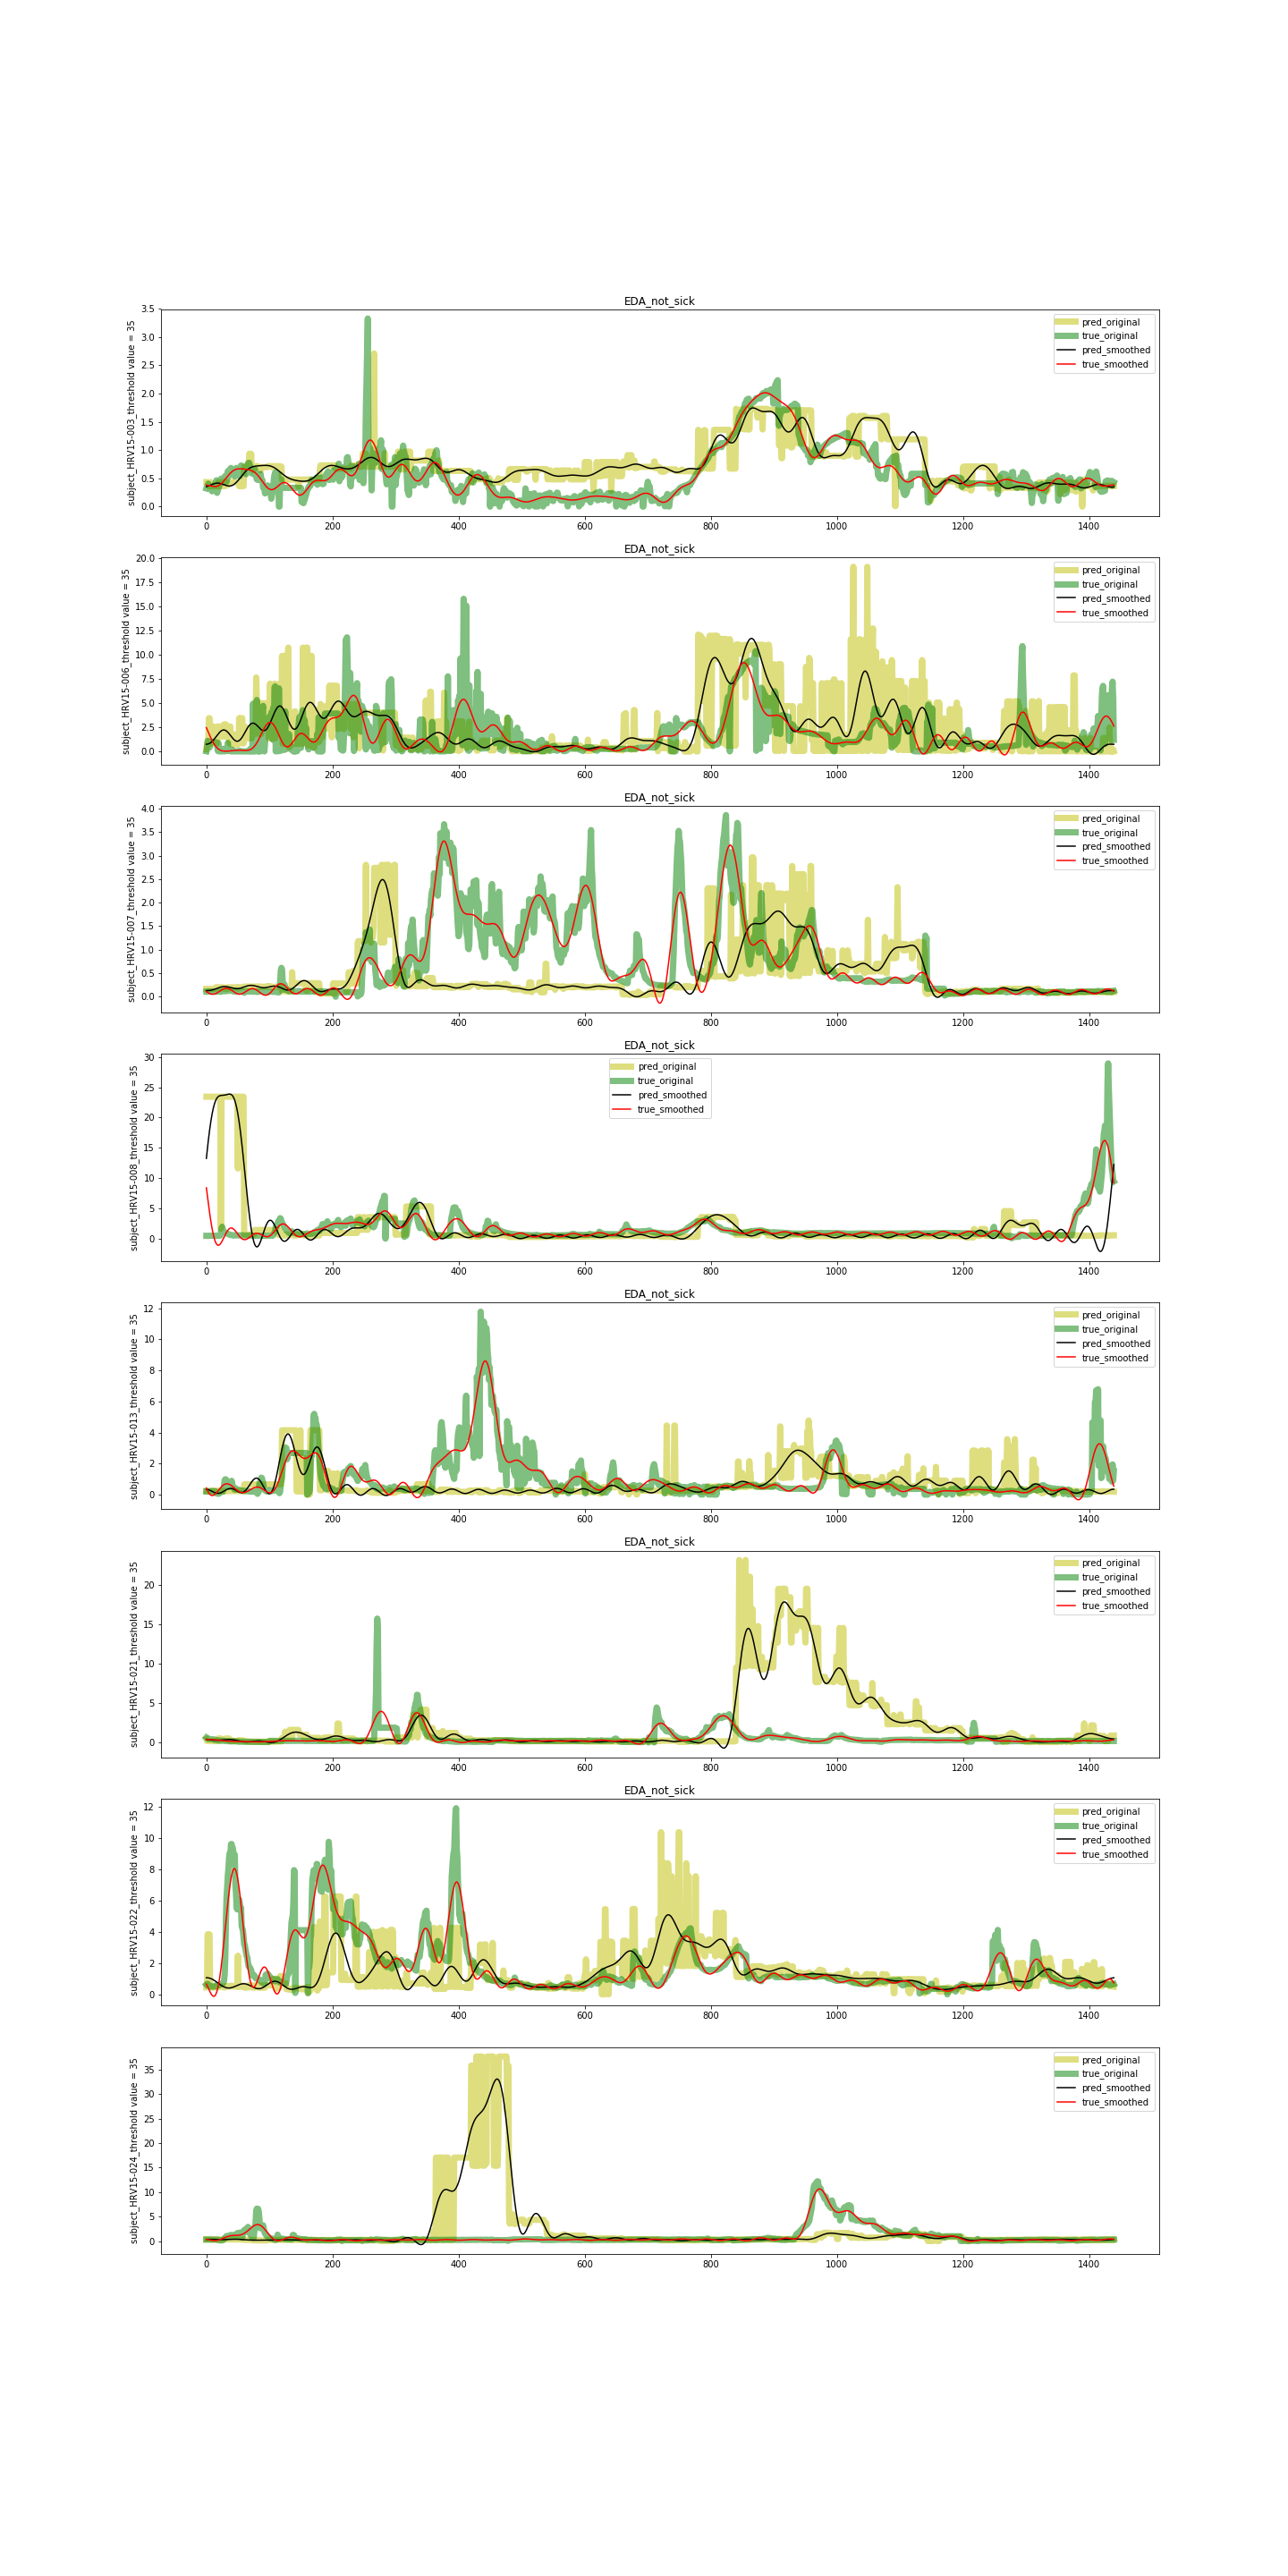 EDA_not_sick
subject_HRV15-003_threshold value = 35
3.5
3.0
2.5
2.0
1.5
1.0
0.5
0.0
pred_original
true_original
pred_smoothed
true_smoothed
0 200 400 600 800 1000 1200 1400
EDA_not_sick
subject_HRV15-006_threshold value = 35
20.0
17.5
15.0
12.5
10.0
7.5
5.0
2.5
0.0
pred_original
true_original
pred_smoothed
true_smoothed
0 200 400 600 800 1000 1200 1400
EDA_not_sick
subject_HRV15-007_threshold value = 35
4.0
3.5
3.0
2.5
2.0
1.5
1.0
0.5
0.0
pred_original
true_original
pred_smoothed
true_smoothed
0 200 400 600 800 1000 1200 1400
EDA_not_sick
subject_HRV15-008_threshold value = 35
30
25
20
15
10
5
0
pred_original
true_original
pred_smoothed
true_smoothed
0 200 400 600 800 1000 1200 1400
EDA_not_sick
subject_HRV15-013_threshold value = 35
12
10
8
6
4
2
0
pred_original
true_original
pred_smoothed
true_smoothed
0 200 400 600 800 1000 1200 1400
EDA_not_sick
subject_HRV15-021_threshold value = 35
20
15
10
5
0
pred_original
true_original
pred_smoothed
true_smoothed
0 200 400 600 800 1000 1200 1400
EDA_not_sick
subject_HRV15-022_threshold value = 35
12
10
8
6
4
2
0
pred_original
true_original
pred_smoothed
true_smoothed
0 200 400 600 800 1000 1200 1400
subject_HRV15-024_threshold value = 35
35
30
25
20
15
10
5
0
pred_original
true_original
pred_smoothed
true_smoothed
0 200 400 600 800 1000 1200 1400